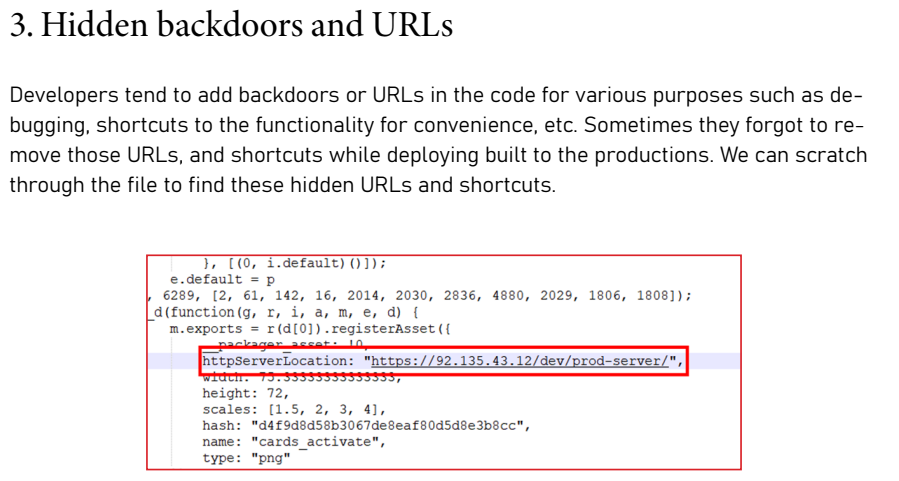 3. Hidden backdoors and URLs
Developers tend to add backdoors or URLs in the code for various purposes such as de-
bugging, shortcuts to the functionality for convenience, etc. Sometimes they forgot to re-
move those URLs, and shortcuts while deploying built to the productions. We can scratch
through the file to find these hidden URLs and shortcuts.
}, [(0, i.default)()]);
e.default = p
, 6289, [2, 61, 142, 16, 2014, 2030, 2836, 4880, 2029, 1806, 1808]);
_d(function(g, r, i, a, m, e, d) {
m.exports = r(d[0]).registerAsset({
__packager_asset: !0,
httpServerLocation: "https://92.135.43.12/dev/prod-server/",
width: 75.33333333333333,
height: 72,
scales: [1.5, 2, 3, 4],
hash: "d4f9d8d58b3067de8eaf80d5d8e3b8cc",
name: "cards_activate",
type: "png"